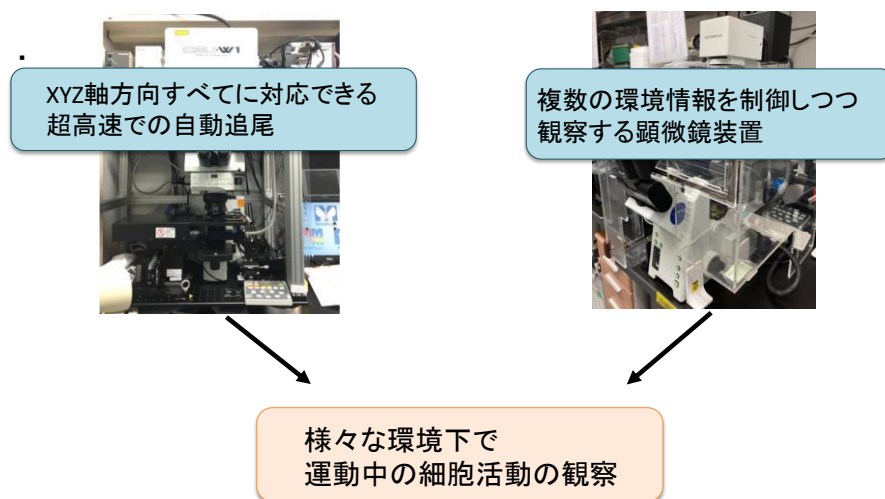 CSU-W1
XYZ軸方向すべてに対応できる
超高速での自動追尾
OLYMPUS
複数の環境情報を制御しつつ
観察する顕微鏡装置
様々な環境下で
運動中の細胞活動の観察